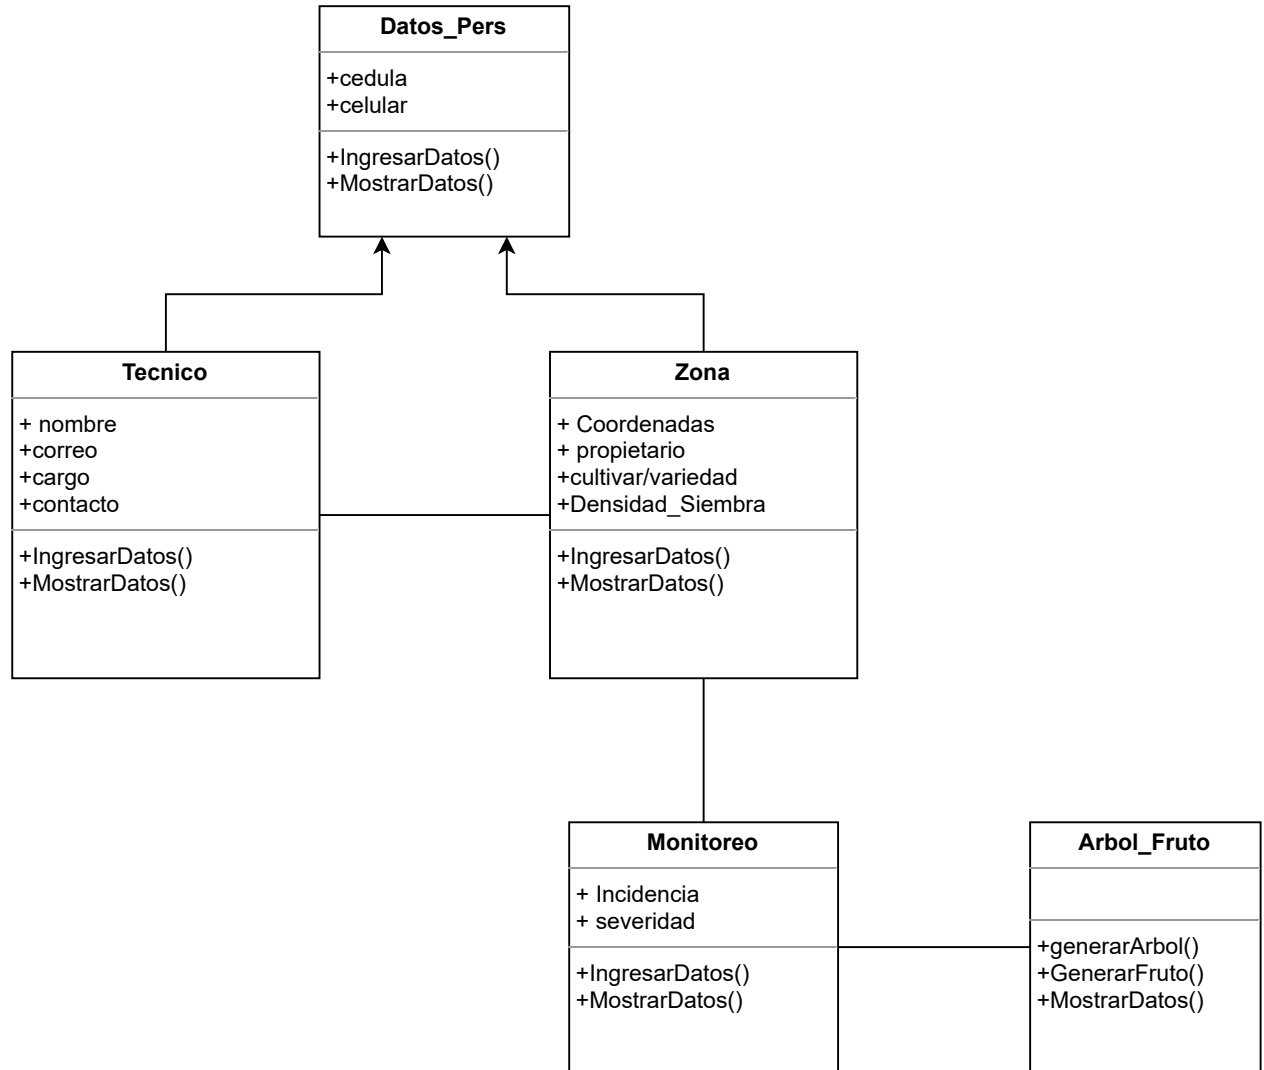 Datos_Pers
+cedula
+celular
+IngresarDatos()
+MostrarDatos()
Tecnico
+ nombre
+correo
+cargo
+contacto
+IngresarDatos()
+MostrarDatos()
Zona
+ Coordenadas
+ propietario
+cultivar/variedad
+Densidad_Siembra
+IngresarDatos()
+MostrarDatos()
Monitoreo
+ Incidencia
+ severidad
+IngresarDatos()
+MostrarDatos()
Arbol_Fruto
+generarArbol()
+GenerarFruto()
+MostrarDatos()